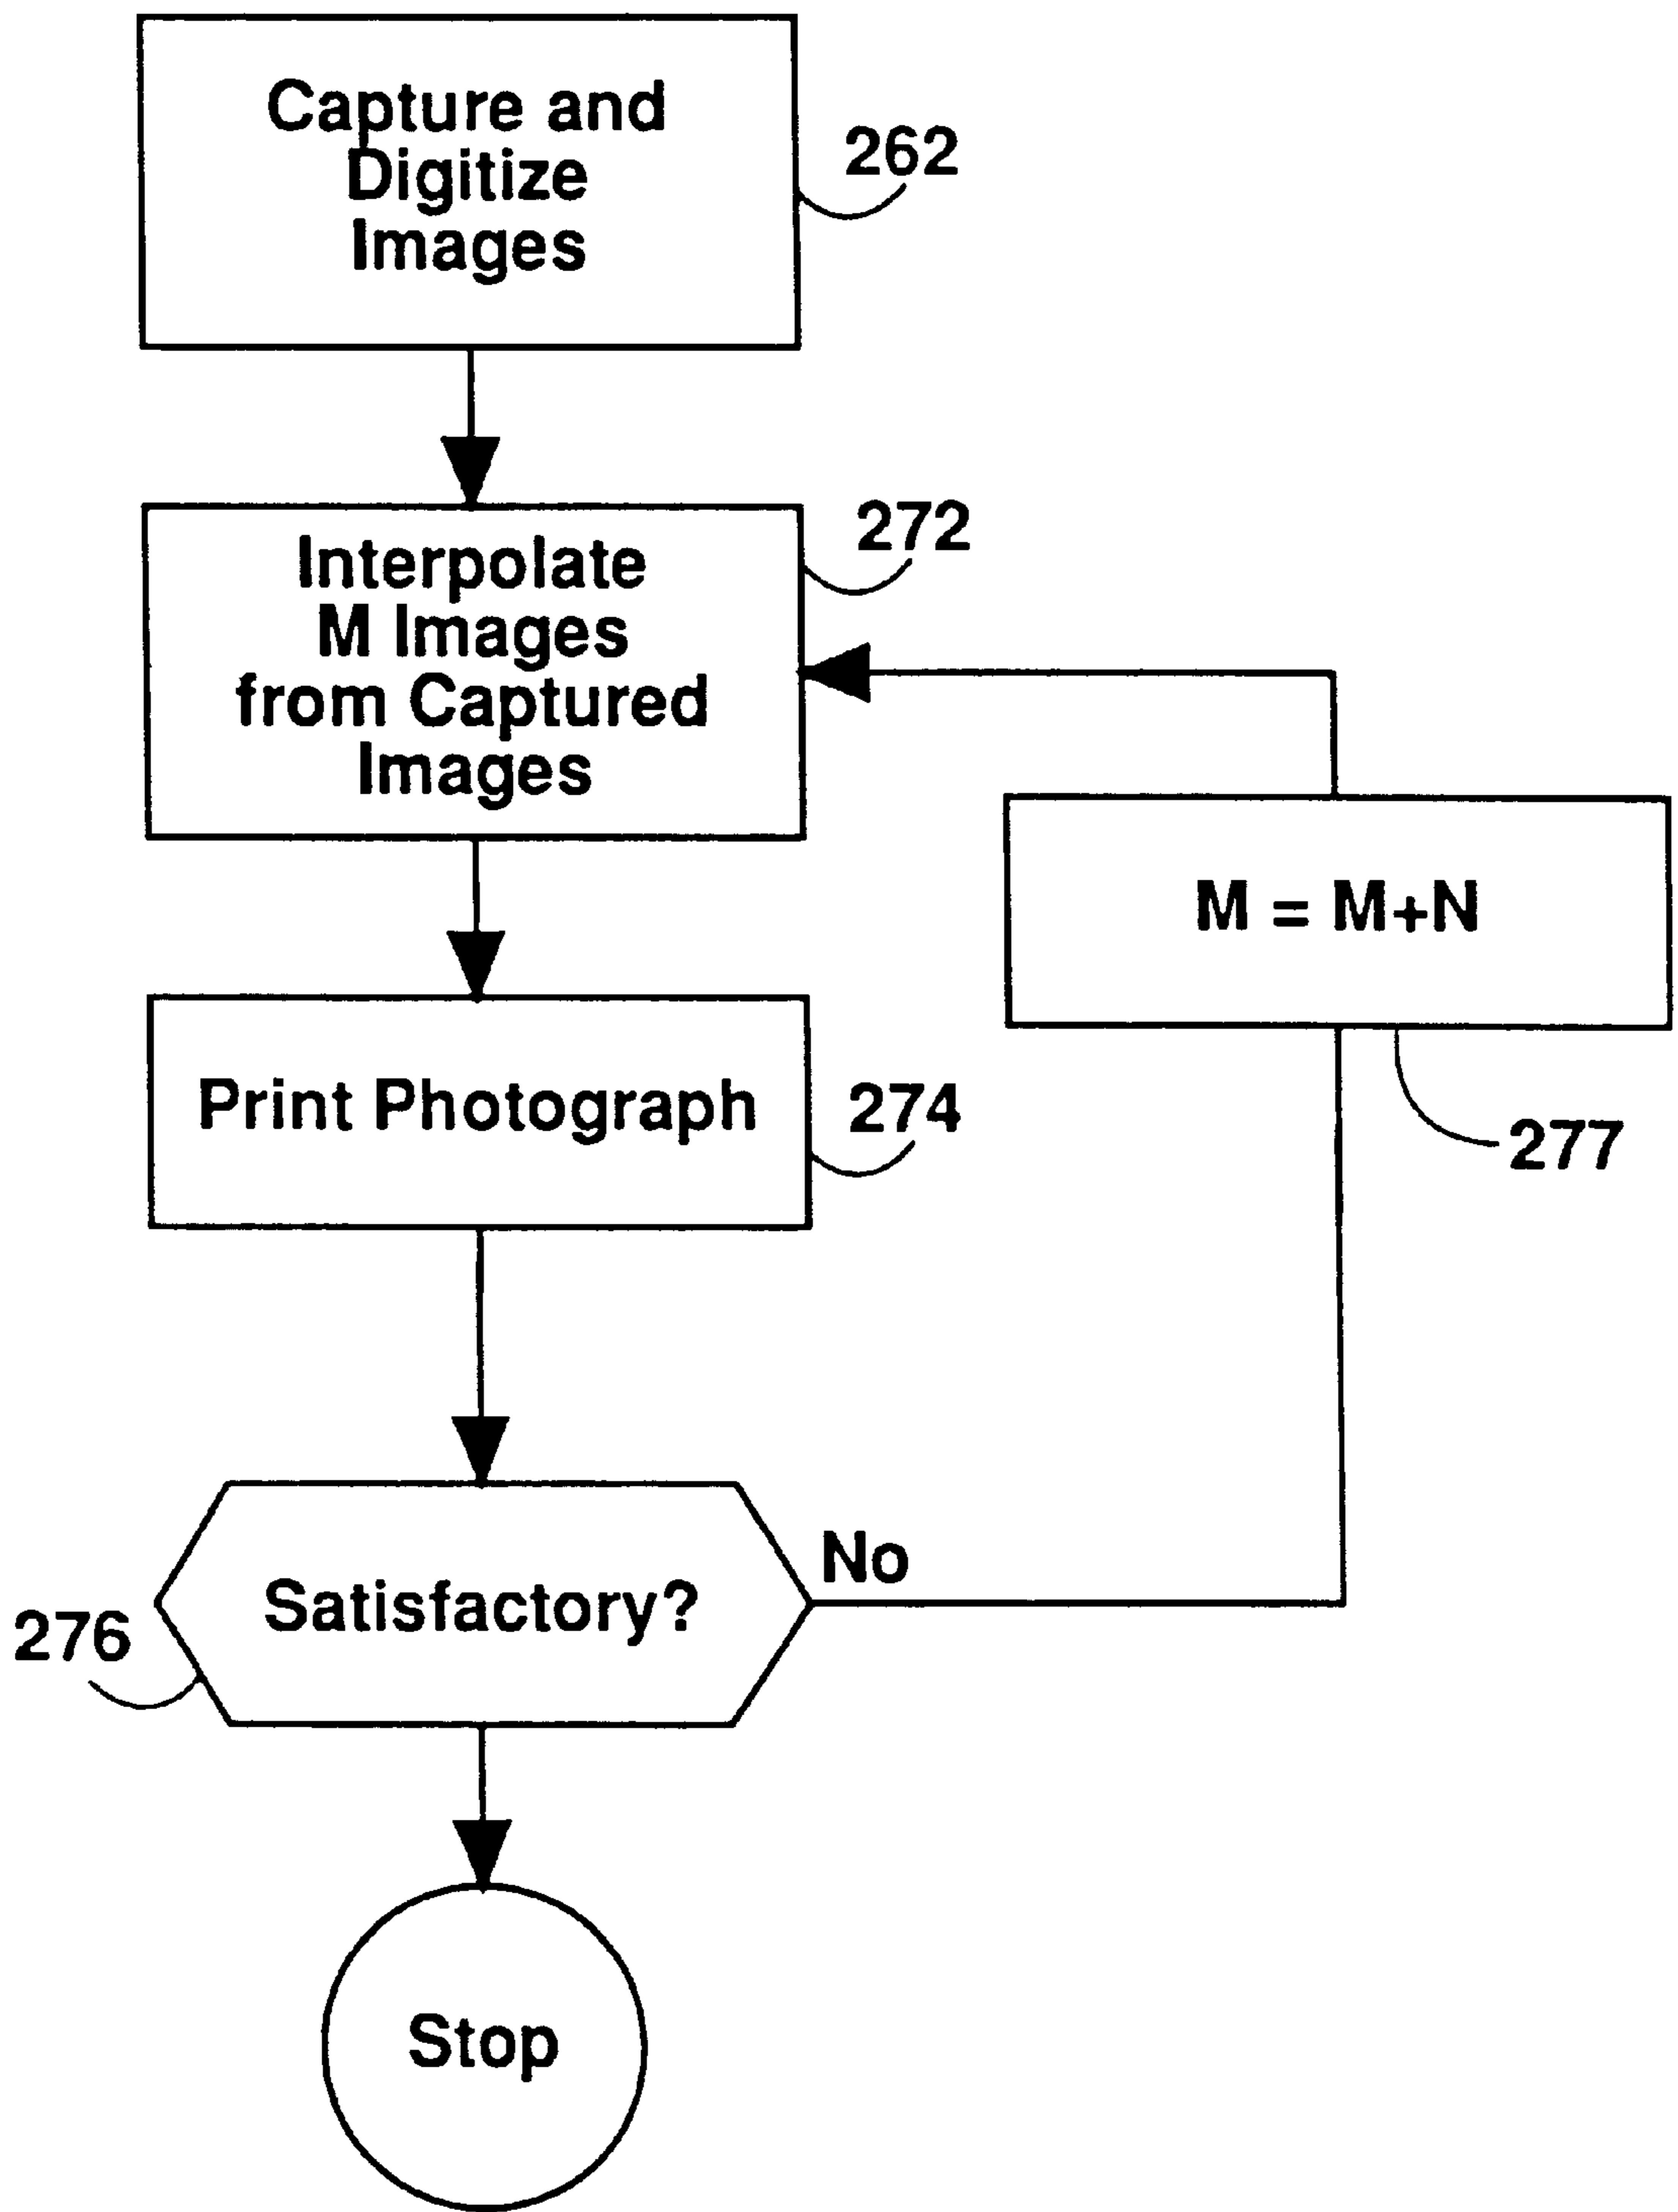 Capture and
Digitize
Images
262
Interpolate
M Images
from Captured
Images
272
M = M+N
277
Print Photograph
274
Satisfactory?
No
276
Stop